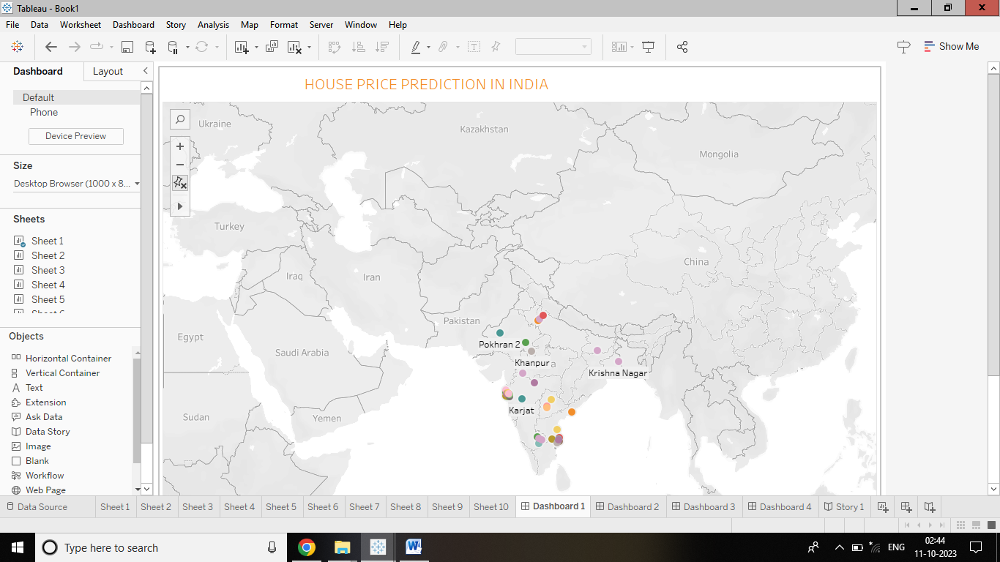 Tableau - Book1
File Data Worksheet Dashboard Story Analysis Map Format Server Window Help
Show Me
Dashboard Layout
Default
Phone
Device Preview
Size
Desktop Browser (1000 x 8...
Sheets
Sheet 1
Sheet 2
Sheet 3
Sheet 4
Sheet 5
Objects
Horizontal Container
Vertical Container
Text
Extension
Ask Data
Data Story
Image
Blank
Workflow
Web Page
HOUSE PRICE PREDICTION IN INDIA
Ukraine
Kazakhstan
Mongolia
Turkey
China
Iraq
Iran
Pakistan
Egypt
Pokhran 2
Saudi Arabia
Khanpur
Krishna Nagar
Karjat
Sudan
Yemen
Data Source Sheet 1 Sheet 2 Sheet 3 Sheet 4 Sheet 5 Sheet 6 Sheet 7 Sheet 8 Sheet 9 Sheet 10 Dashboard 1 Dashboard 2 Dashboard 3 Dashboard 4 Story 1
Type here to search
ENG
02:44
11-10-2023